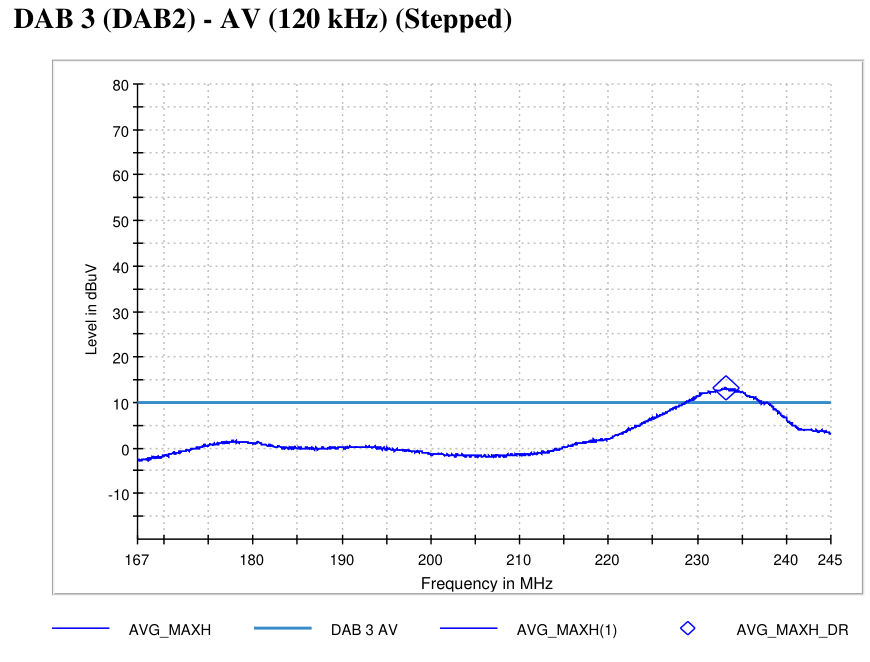 DAB 3 (DAB2) - AV (120 kHz) (Stepped)
80
70
60
50
40
30
20
10
0
-10
Level in dBuV
167 180 190 200 210 220 230 240 245
Frequency in MHz
AVG_MAXH DAB 3 AV AVG_MAXH(1) AVG_MAXH_DR